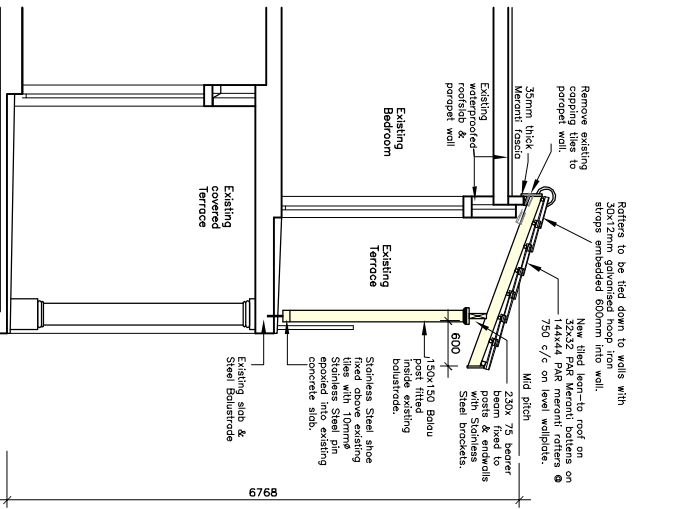 Rafters to be tied down to walls with
30x12mm galvanised hoop iron
straps embedded 600mm into wall.
Remove existing
capping tiles to
parapet wall.
35mm thick
Meranti fascia
Existing
waterproofed
roofslab &
parapet wall
Existing
Bedroom
New tiled lean-to roof on
32x32 PAR Meranti battens on
144x44 PAR meranti rafters @
750 c/c on level wallplate.
Mid pitch
230x 75 bearer
beam fixed to
posts & endwalls
with Stainless
Steel brackets.
600
150x150 Balau
post fitted
inside existing
balustrade.
Existing
Terrace
Stainless Steel shoe
fixed above existing
tiles with 10mmø
Stainless Steel pin
epoxied into existing
concrete slab.
Existing
covered
Terrace
Existing slab &
Steel Balustrade
6768